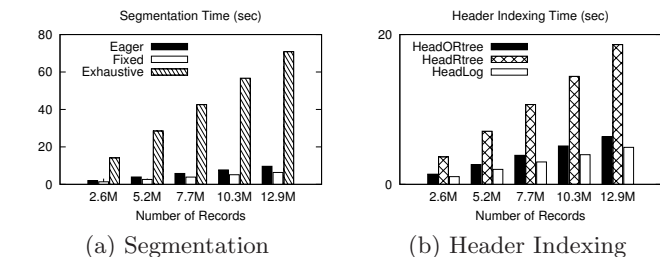 Segmentation Time (sec)
80
60
40
20
0
Eager
Fixed
Exhaustive
2.6M 5.2M 7.7M 10.3M 12.9M
Number of Records
(a) Segmentation
Header Indexing Time (sec)
20
10
0
HeadORtree
HeadRtree
HeadLog
2.6M 5.2M 7.7M 10.3M 12.9M
Number of Records
(b) Header Indexing